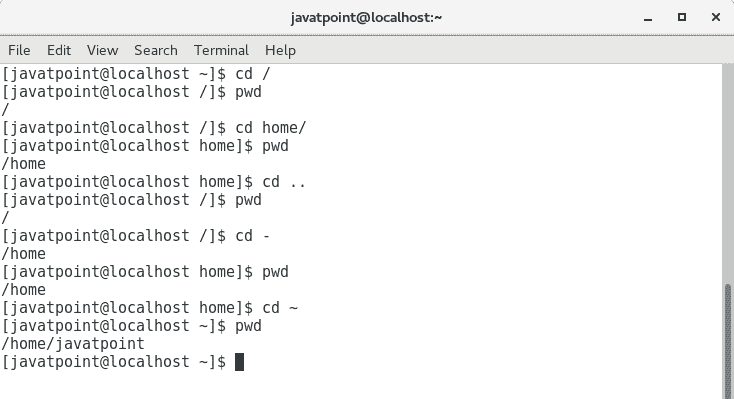 javatpoint@localhost:~
File Edit View Search Terminal Help
[javatpoint@localhost ~]$ cd /
[javatpoint@localhost /]$ pwd
/
[javatpoint@localhost /]$ cd home/
[javatpoint@localhost home]$ pwd
/home
[javatpoint@localhost home]$ cd ..
[javatpoint@localhost /]$ pwd
/
[javatpoint@localhost /]$ cd -
/home
[javatpoint@localhost home]$ pwd
/home
[javatpoint@localhost home]$ cd ~
[javatpoint@localhost ~]$ pwd
/home/javatpoint
[javatpoint@localhost ~]$